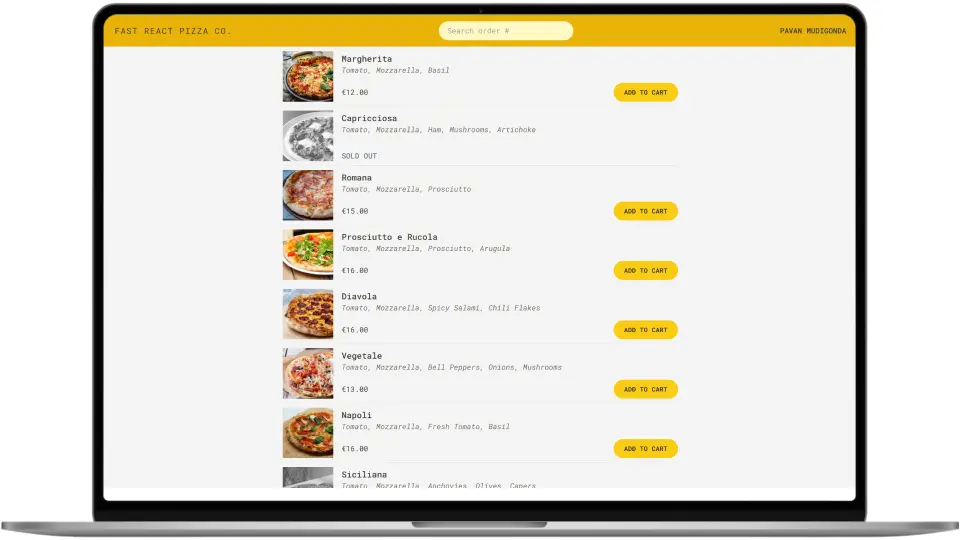 FAST REACT PIZZA CO.
Search order #
PAVAN MUDIGONDA
Margherita
Tomato, Mozzarella, Basil
€12.00
ADD TO CART
Capricciosa
Tomato, Mozzarella, Ham, Mushrooms, Artichoke
SOLD OUT
Romana
Tomato, Mozzarella, Prosciutto
€15.00
ADD TO CART
Prosciutto e Rucola
Tomato, Mozzarella, Prosciutto, Arugula
€16.00
ADD TO CART
Diavola
Tomato, Mozzarella, Spicy Salami, Chili Flakes
€16.00
ADD TO CART
Vegetale
Tomato, Mozzarella, Bell Peppers, Onions, Mushrooms
€13.00
ADD TO CART
Napoli
Tomato, Mozzarella, Fresh Tomato, Basil
€16.00
ADD TO CART
Siciliana
Tomato, Mozzarella, Anchovies, Olives, Capers